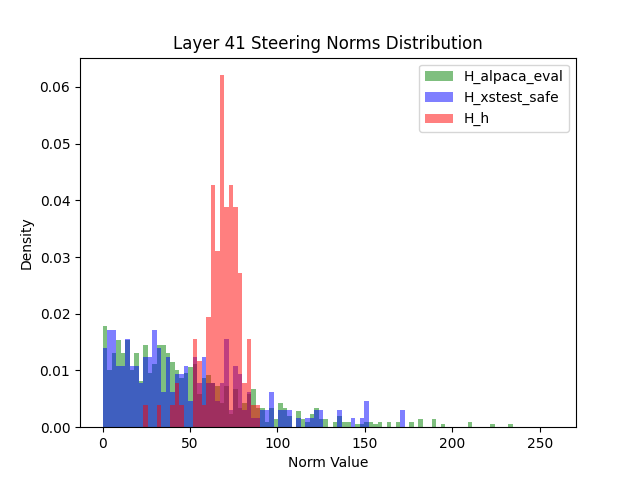 Layer 41 Steering Norms Distribution
H_alpaca_eval
H_xstest_safe
H_h
0.06
0.05
0.04
0.03
0.02
0.01
0.00
Density
0
50
100
150
200
250
Norm Value